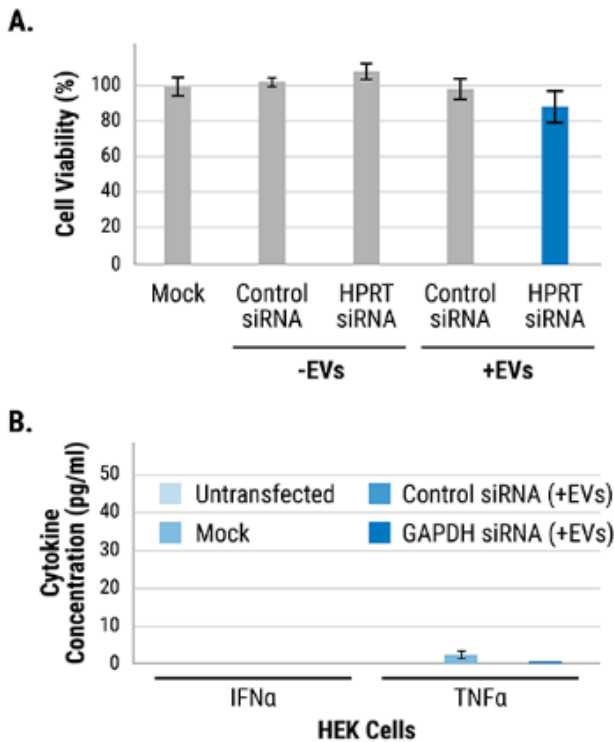 A.
Cell Viability (%)
100
80
60
40
20
0
Mock
Control siRNA
HPRT siRNA
Control siRNA
HPRT siRNA
-EVs
+EVs
B.
Cytokine
Concentration (pg/ml)
50
40
30
20
10
0
Untransfected
Control siRNA (+EVs)
Mock
GAPDH siRNA (+EVs)
IFNα
TNFα
HEK Cells